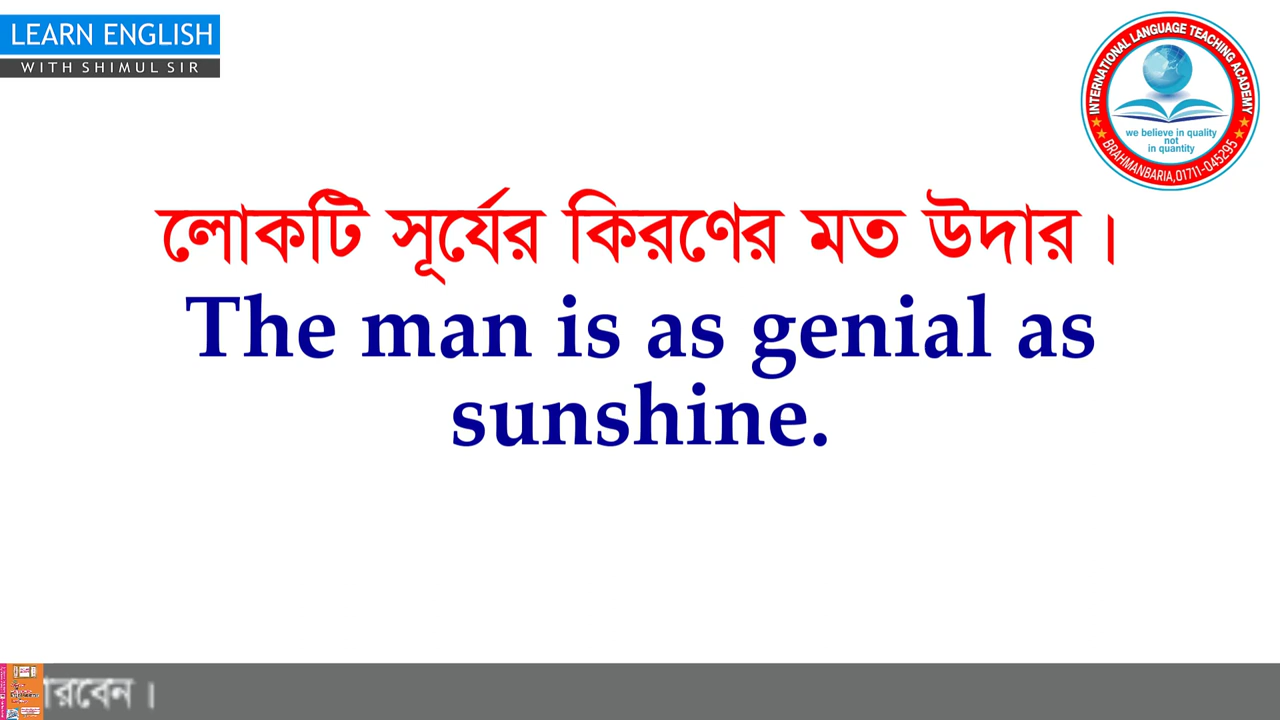 LEARN ENGLISH
WITH SHIMUL SIR
INTERNATIONAL LANGUAGE TEACHING ACADEMY
we believe in quality
not
in quantity
BRAHMANBARIA,01711-045295
লোকটি সূর্যের কিরণের মত উদার।
The man is as genial as
sunshine.
ারবেন।